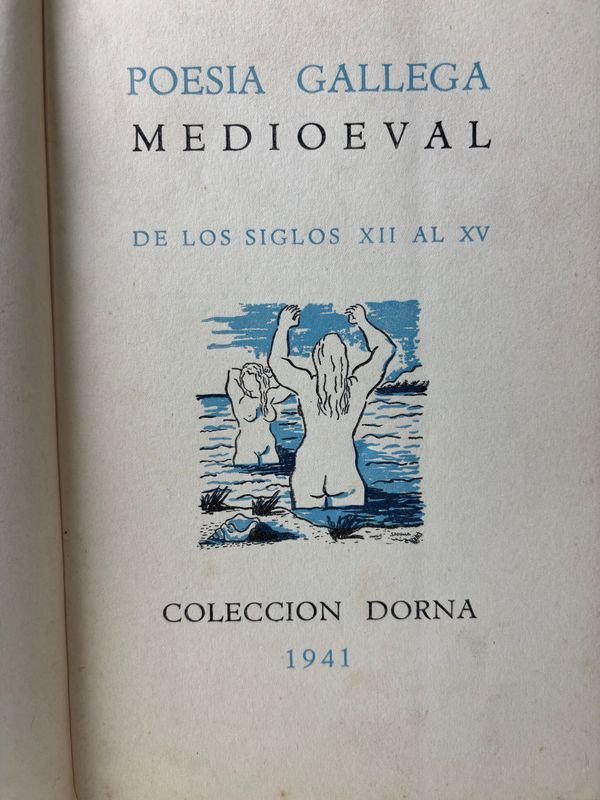 POESIA GALLEGA
MEDIOEVAL
DE LOS SIGLOS XII AL XV
COLECCION DORNA
1941